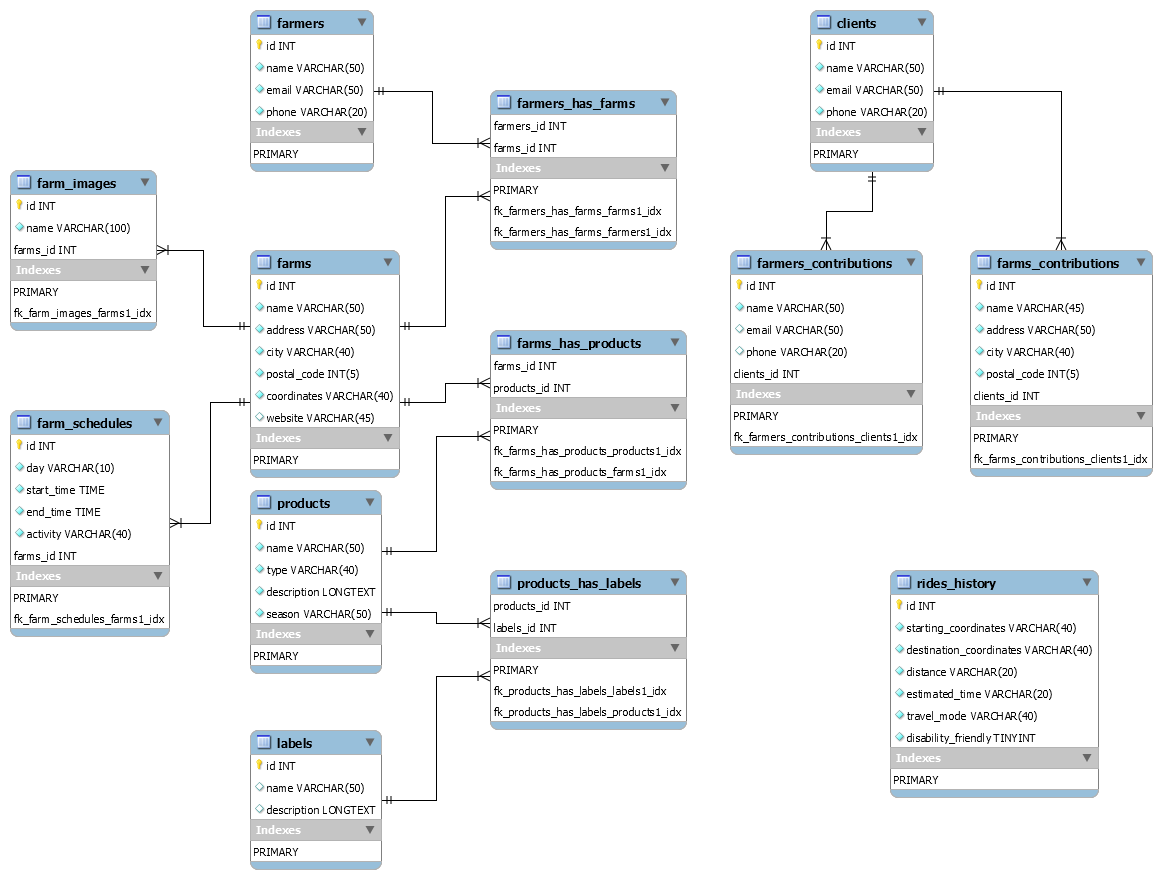 farmers
id INT
name VARCHAR(50)
email VARCHAR(50)
phone VARCHAR(20)
Indexes
PRIMARY
clients
id INT
name VARCHAR(50)
email VARCHAR(50)
phone VARCHAR(20)
Indexes
PRIMARY
farmers_has_farms
farmers_id INT
farms_id INT
Indexes
PRIMARY
fk_farmers_has_farms_farms1_idx
fk_farmers_has_farms_farmers1_idx
farm_images
id INT
name VARCHAR(100)
farms_id INT
Indexes
PRIMARY
fk_farm_images_farms1_idx
farms
id INT
name VARCHAR(50)
address VARCHAR(50)
city VARCHAR(40)
postal_code INT(5)
coordinates VARCHAR(40)
website VARCHAR(45)
Indexes
PRIMARY
farmers_contributions
id INT
name VARCHAR(50)
email VARCHAR(50)
phone VARCHAR(20)
clients_id INT
Indexes
PRIMARY
fk_farmers_contributions_clients1_idx
farms_contributions
id INT
name VARCHAR(45)
address VARCHAR(50)
city VARCHAR(40)
postal_code INT(5)
clients_id INT
Indexes
PRIMARY
fk_farms_contributions_clients1_idx
farms_has_products
farms_id INT
products_id INT
Indexes
PRIMARY
fk_farms_has_products_products1_idx
fk_farms_has_products_farms1_idx
farm_schedules
id INT
day VARCHAR(10)
start_time TIME
end_time TIME
activity VARCHAR(40)
farms_id INT
Indexes
PRIMARY
fk_farm_schedules_farms1_idx
products
id INT
name VARCHAR(50)
type VARCHAR(40)
description LONGTEXT
season VARCHAR(50)
Indexes
PRIMARY
products_has_labels
products_id INT
labels_id INT
Indexes
PRIMARY
fk_products_has_labels_labels1_idx
fk_products_has_labels_products1_idx
rides_history
id INT
starting_coordinates VARCHAR(40)
destination_coordinates VARCHAR(40)
distance VARCHAR(20)
estimated_time VARCHAR(20)
travel_mode VARCHAR(40)
disability_friendly TINYINT
Indexes
PRIMARY
labels
id INT
name VARCHAR(50)
description LONGTEXT
Indexes
PRIMARY